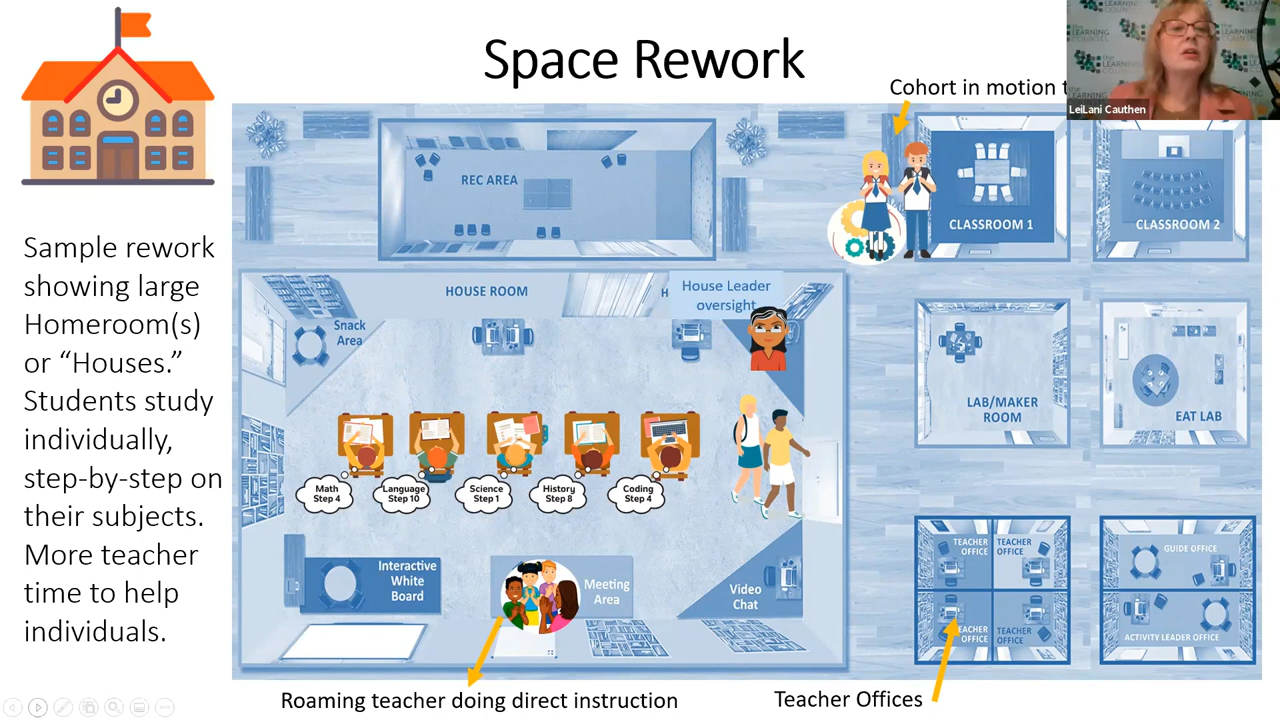 Space Rework
Cohort in motion
LEARNING
LeiLani Cauthen
Sample rework
showing large
Homeroom(s)
or “Houses.”
Students study
individually,
step-by-step on
their subjects.
More teacher
time to help
individuals.
REC AREA
CLASSROOM 1
CLASSROOM 2
HOUSE ROOM
House Leader
oversight
Snack
Area
LAB/MAKER
ROOM
EAT LAB
Math
Step 4
Language
Step 10
Science
Step 1
History
Step 8
Coding
Step 4
Interactive
White
Board
Meeting
Area
Video
Chat
TEACHER
OFFICE
TEACHER
OFFICE
TEACHER
OFFICE
GUIDE OFFICE
ACTIVITY LEADER OFFICE
Roaming teacher doing direct instruction
Teacher Offices